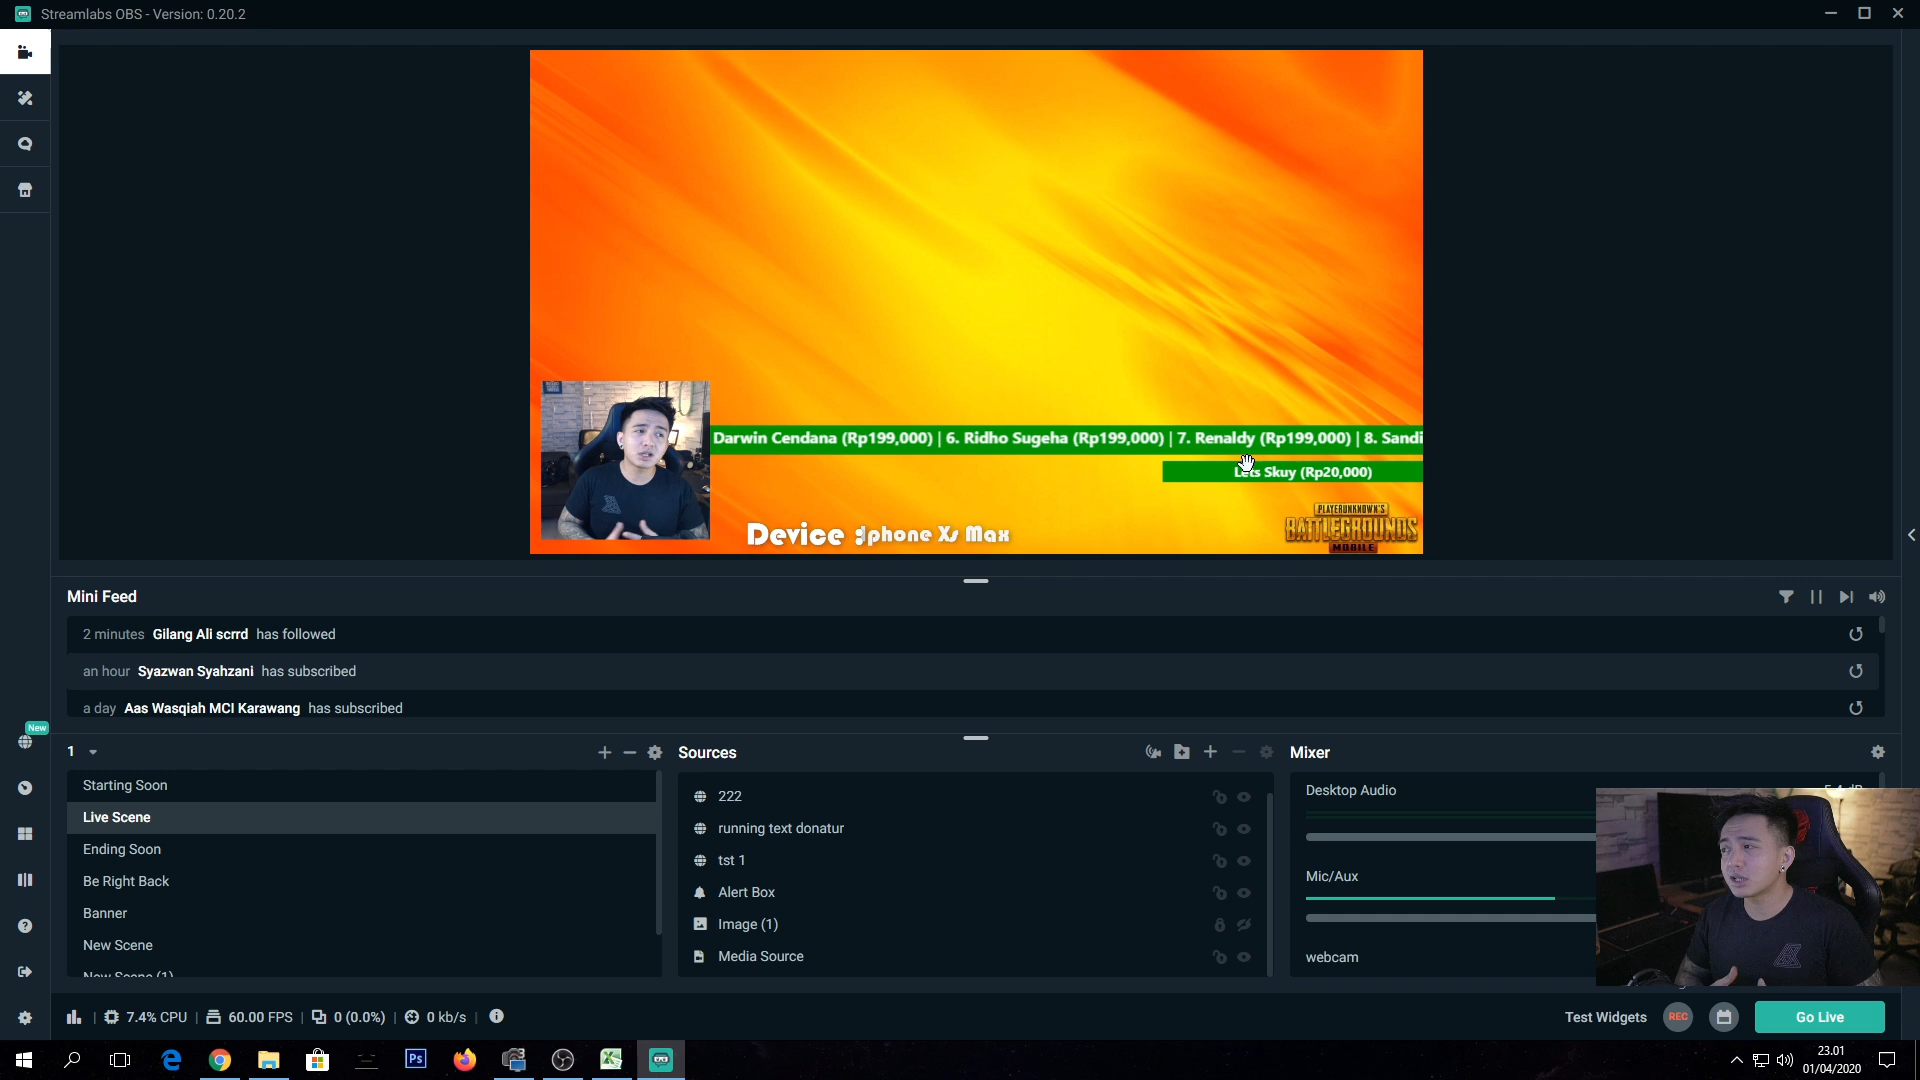 Streamlabs OBS - Version: 0.20.2
Darwin Cendana (Rp199,000) | 6. Ridho Sugeha (Rp199,000) | 7. Renaldy (Rp199,000) | 8. Sandi
Lets Skuy (Rp20,000)
Device : Iphone Xs Max
PLAYERUNKNOWN'S
BATTLEGROUNDS
MOBILE
Mini Feed
2 minutes Gilang Ali scrrd has followed
an hour Syazwan Syahzani has subscribed
a day Aas Wasqiah MCI Karawang has subscribed
New
1
Starting Soon
Live Scene
Ending Soon
Be Right Back
Banner
New Scene
New Scene (1)
Sources
222
running text donatur
tst 1
Alert Box
Image (1)
Media Source
Mixer
Desktop Audio
Mic/Aux
webcam
7.4% CPU
60.00 FPS
0 (0.0%)
0 kb/s
Test Widgets
REC
Go Live
Ps
23.01
01/04/2020